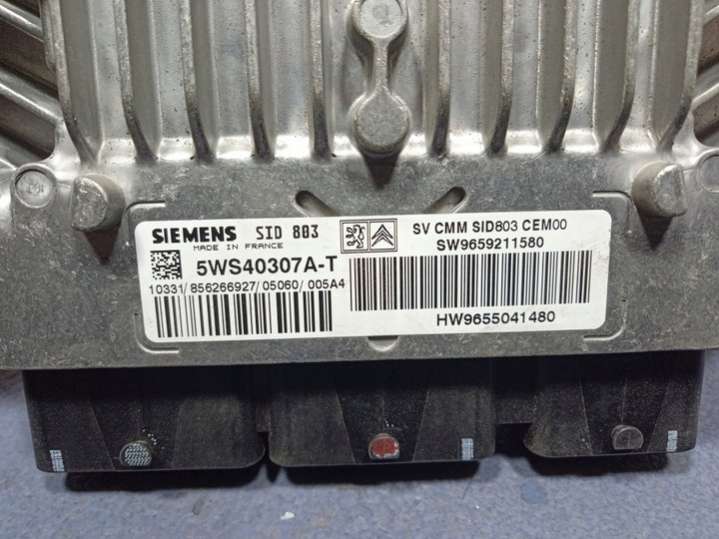 SIEMENS SID 803
MADE IN FRANCE
5WS40307A-T
10331/856266927/05060/005A4
SV CMM SID803 CEM00
SW9659211580
HW9655041480